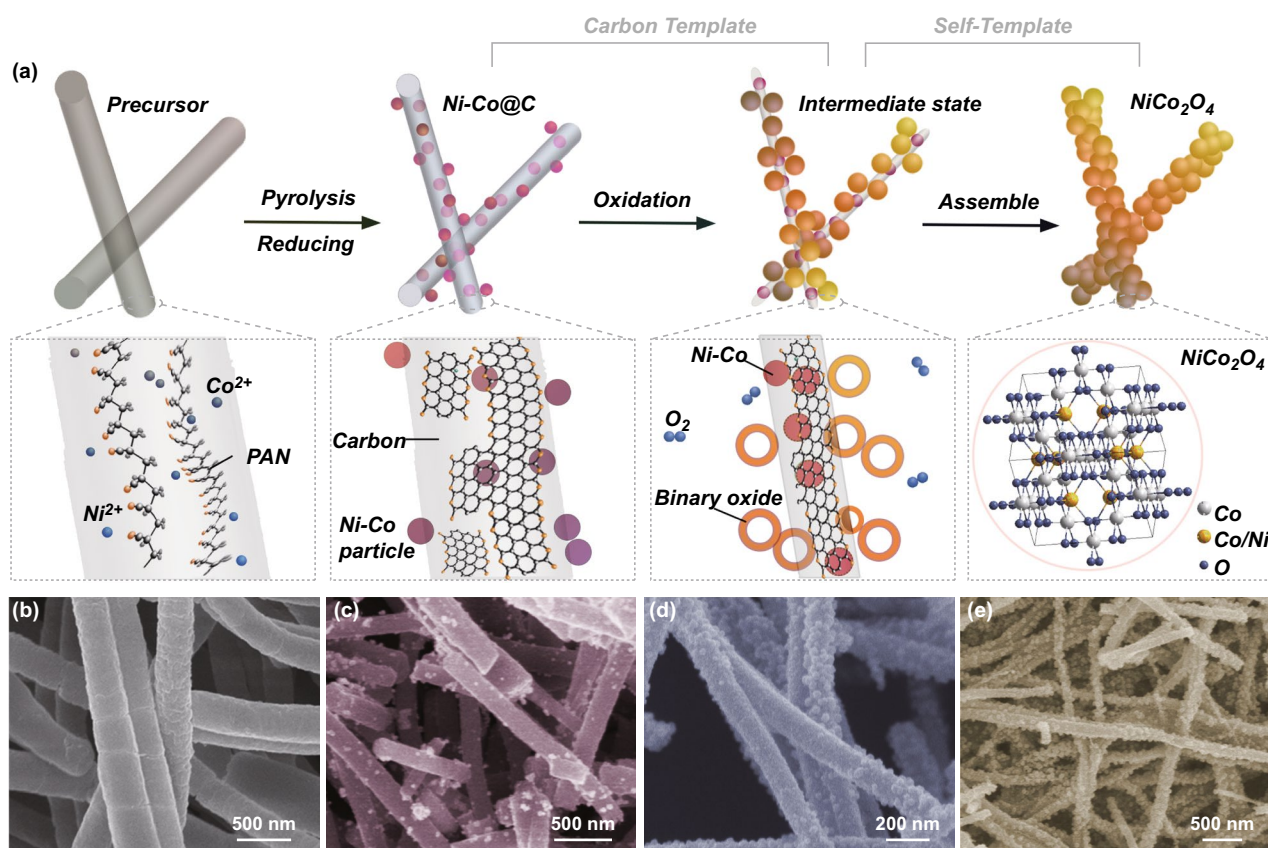 Carbon Template
Self-Template
(a)
Precursor
Ni-Co@C
Intermediate state
NiCo₂O₄
Pyrolysis
Reducing
Oxidation
Assemble
Co²⁺
PAN
Ni²⁺
Carbon
Ni-Co
particle
Ni-Co
O₂
Binary oxide
NiCo₂O₄
Co
Co/Ni
O
(b)
500 nm
(c)
500 nm
(d)
200 nm
(e)
500 nm